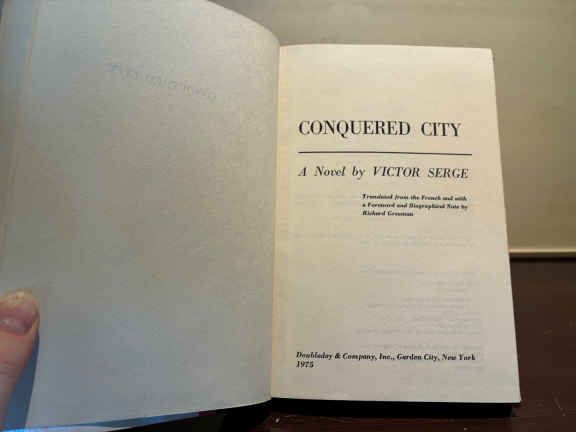 CONQUERED CITY
A Novel by VICTOR SERGE
Translated from the French and with
a Foreword and Biographical Note by
Richard Greeman
Doubleday & Company, Inc., Garden City, New York
1975